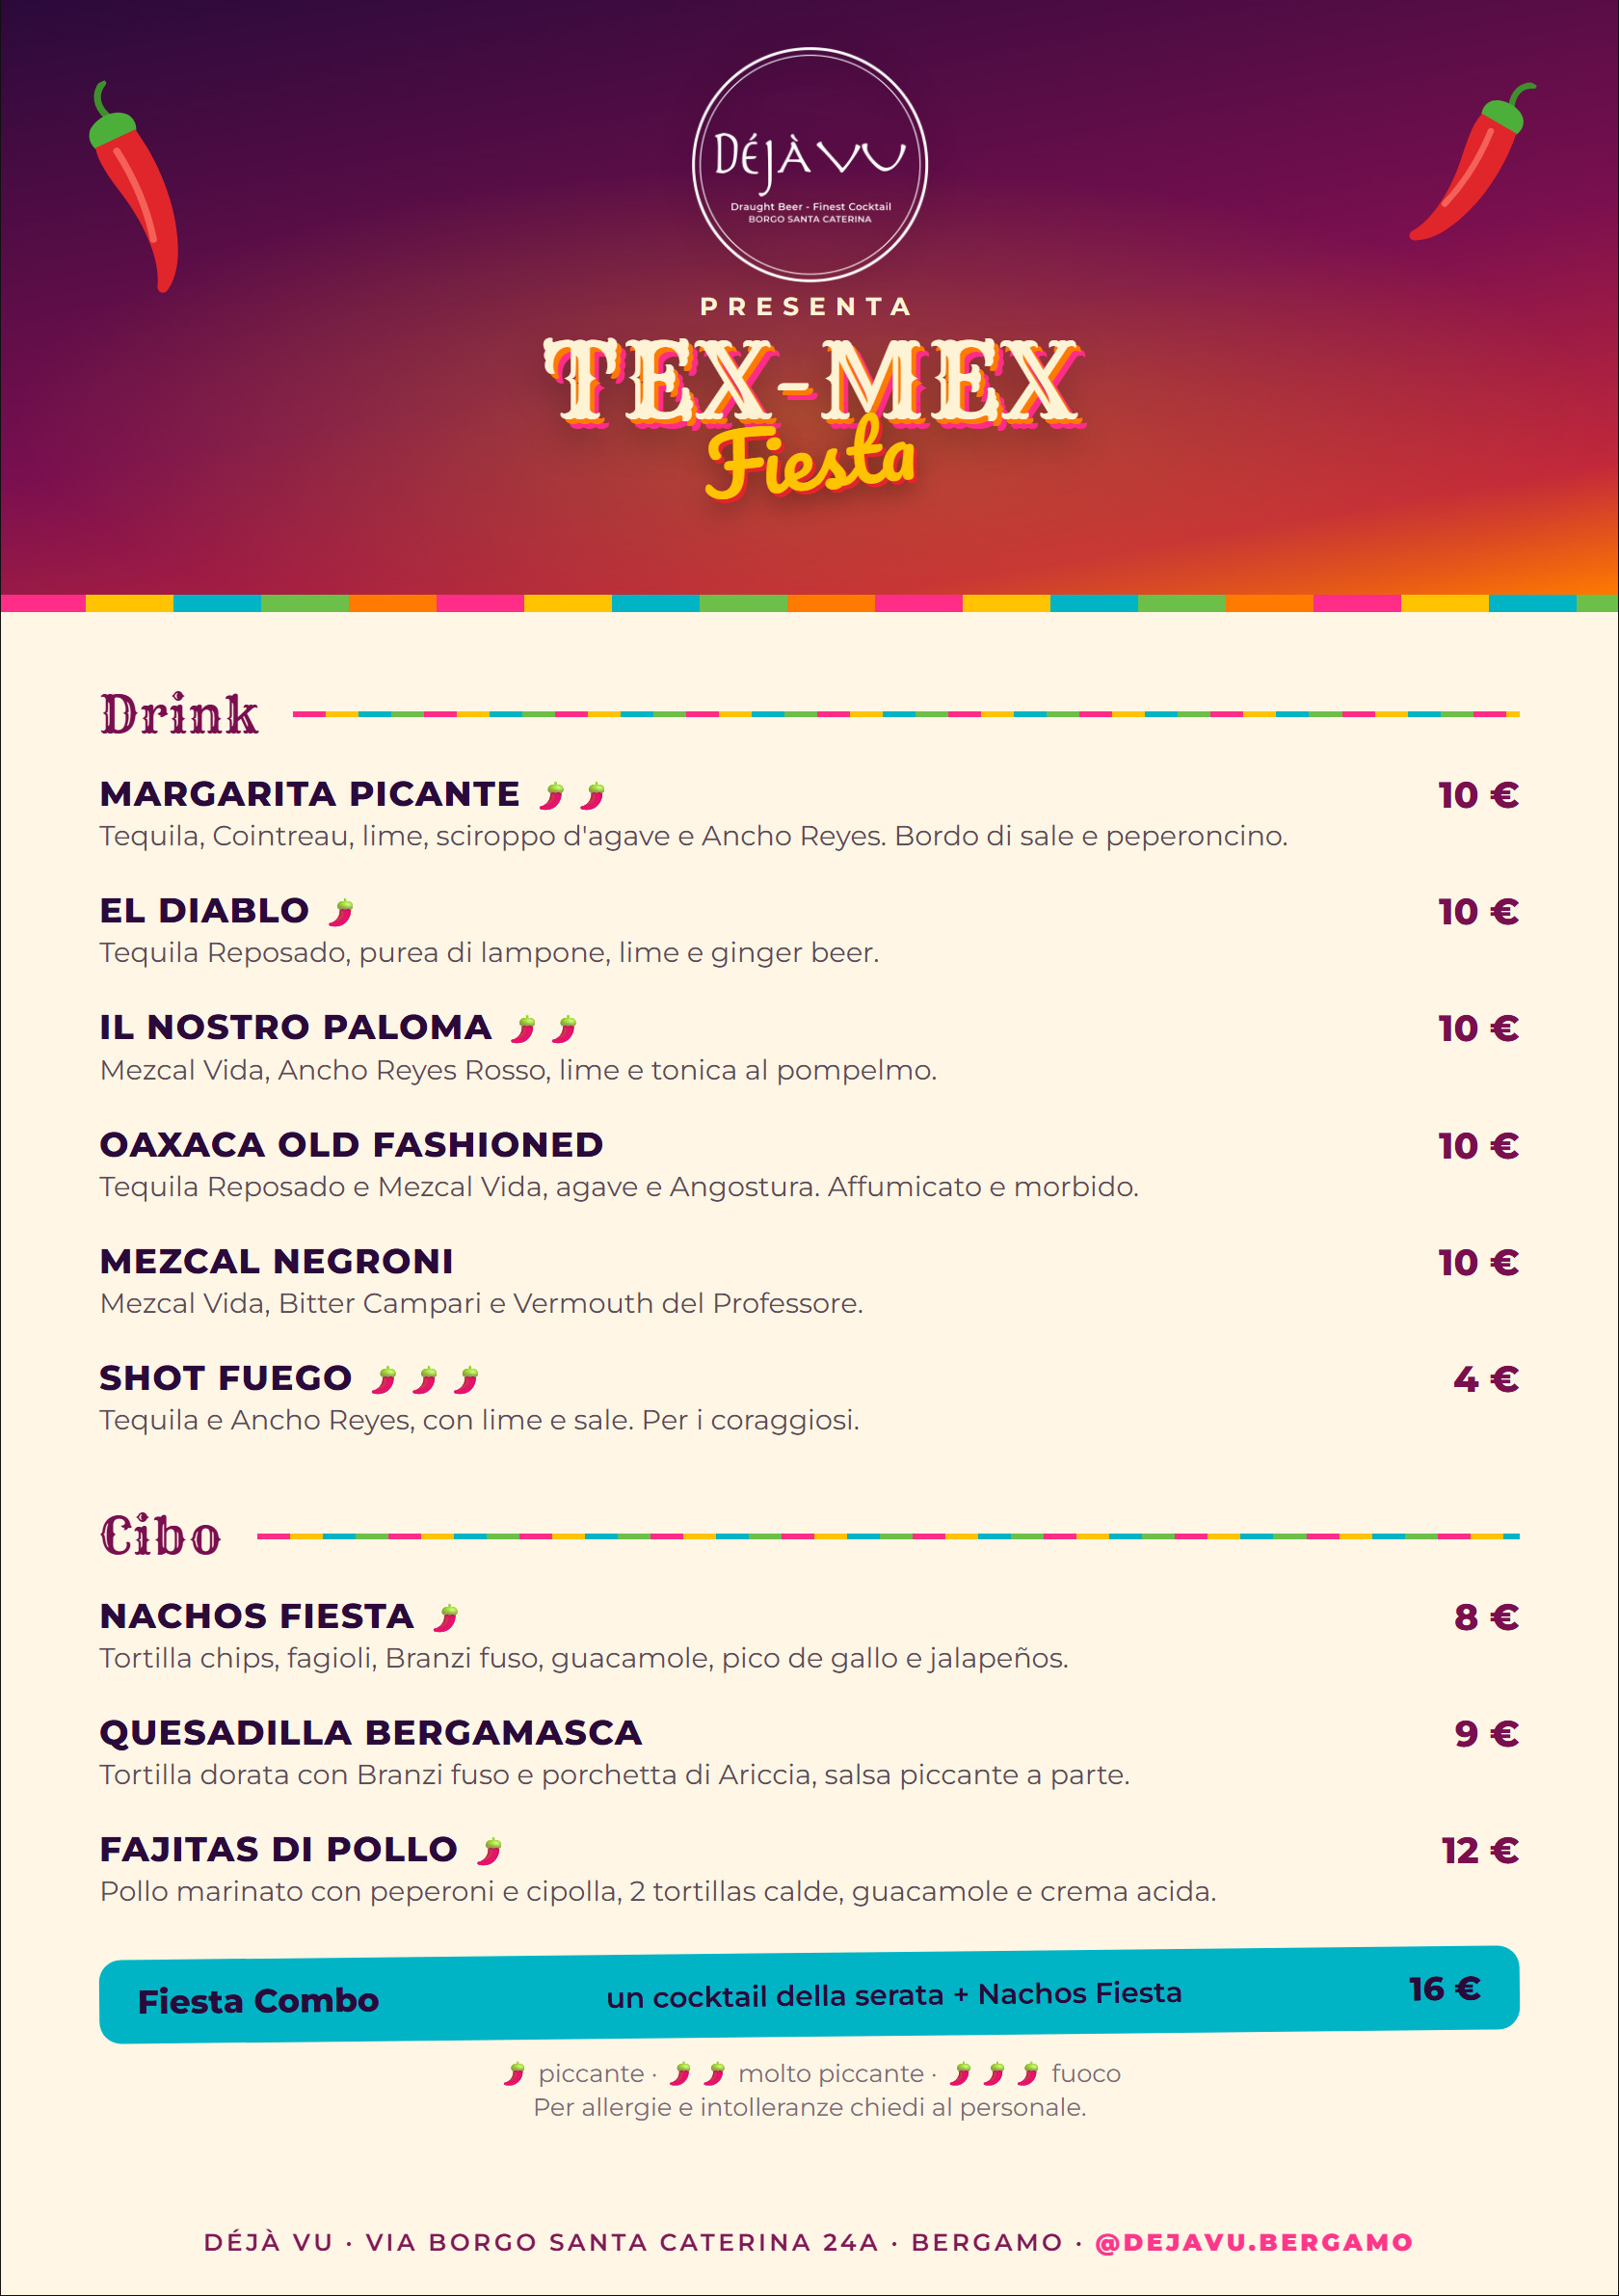 DÉJÀ VU
Draught Beer - Finest Cocktail
BORGO SANTA CATERINA
PRESENTA
TEX-MEX
Fiesta
Drink
MARGARITA PICANTE 10 €
Tequila, Cointreau, lime, sciroppo d'agave e Ancho Reyes. Bordo di sale e peperoncino.
EL DIABLO 10 €
Tequila Reposado, purea di lampone, lime e ginger beer.
IL NOSTRO PALOMA 10 €
Mezcal Vida, Ancho Reyes Rosso, lime e tonica al pompelmo.
OAXACA OLD FASHIONED 10 €
Tequila Reposado e Mezcal Vida, agave e Angostura. Affumicato e morbido.
MEZCAL NEGRONI 10 €
Mezcal Vida, Bitter Campari e Vermouth del Professore.
SHOT FUEGO 4 €
Tequila e Ancho Reyes, con lime e sale. Per i coraggiosi.
Cibo
NACHOS FIESTA 8 €
Tortilla chips, fagioli, Branzi fuso, guacamole, pico de gallo e jalapeños.
QUESADILLA BERGAMASCA 9 €
Tortilla dorata con Branzi fuso e porchetta di Ariccia, salsa piccante a parte.
FAJITAS DI POLLO 12 €
Pollo marinato con peperoni e cipolla, 2 tortillas calde, guacamole e crema acida.
Fiesta Combo un cocktail della serata + Nachos Fiesta 16 €
piccante · molto piccante · fuoco
Per allergie e intolleranze chiedi al personale.
DÉJÀ VU · VIA BORGO SANTA CATERINA 24A · BERGAMO · @DEJAVU.BERGAMO